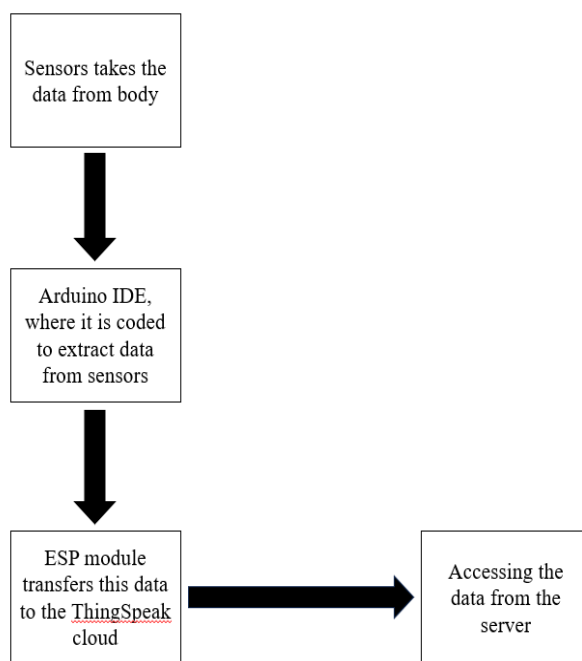 Sensors takes the
data from body
Arduino IDE,
where it is coded
to extract data
from sensors
ESP module
transfers this data
to the ThingSpeak
cloud
Accessing the
data from the
server